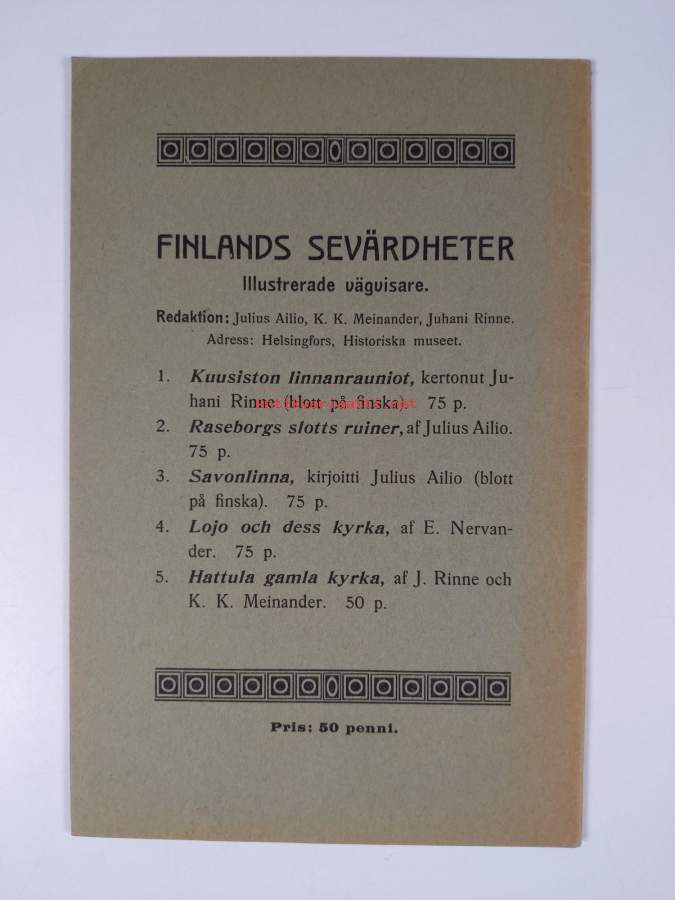 FINLANDS SEVÄRDHETER
Illustrerade vägvisare.
Redaktion: Julius Ailio, K. K. Meinander, Juhani Rinne.
Adress: Helsingfors, Historiska museet.
1. Kuusiston linnanrauniot, kertonut Ju-
hani Rinne (blott på finska). 75 p.
2. Raseborgs slotts ruiner, af Julius Ailio.
75 p.
3. Savonlinna, kirjoitti Julius Ailio (blott
på finska). 75 p.
4. Lojo och dess kyrka, af E. Nervan-
der. 75 p.
5. Hattula gamla kyrka, af J. Rinne och
K. K. Meinander. 50 p.
Pris: 50 penni.